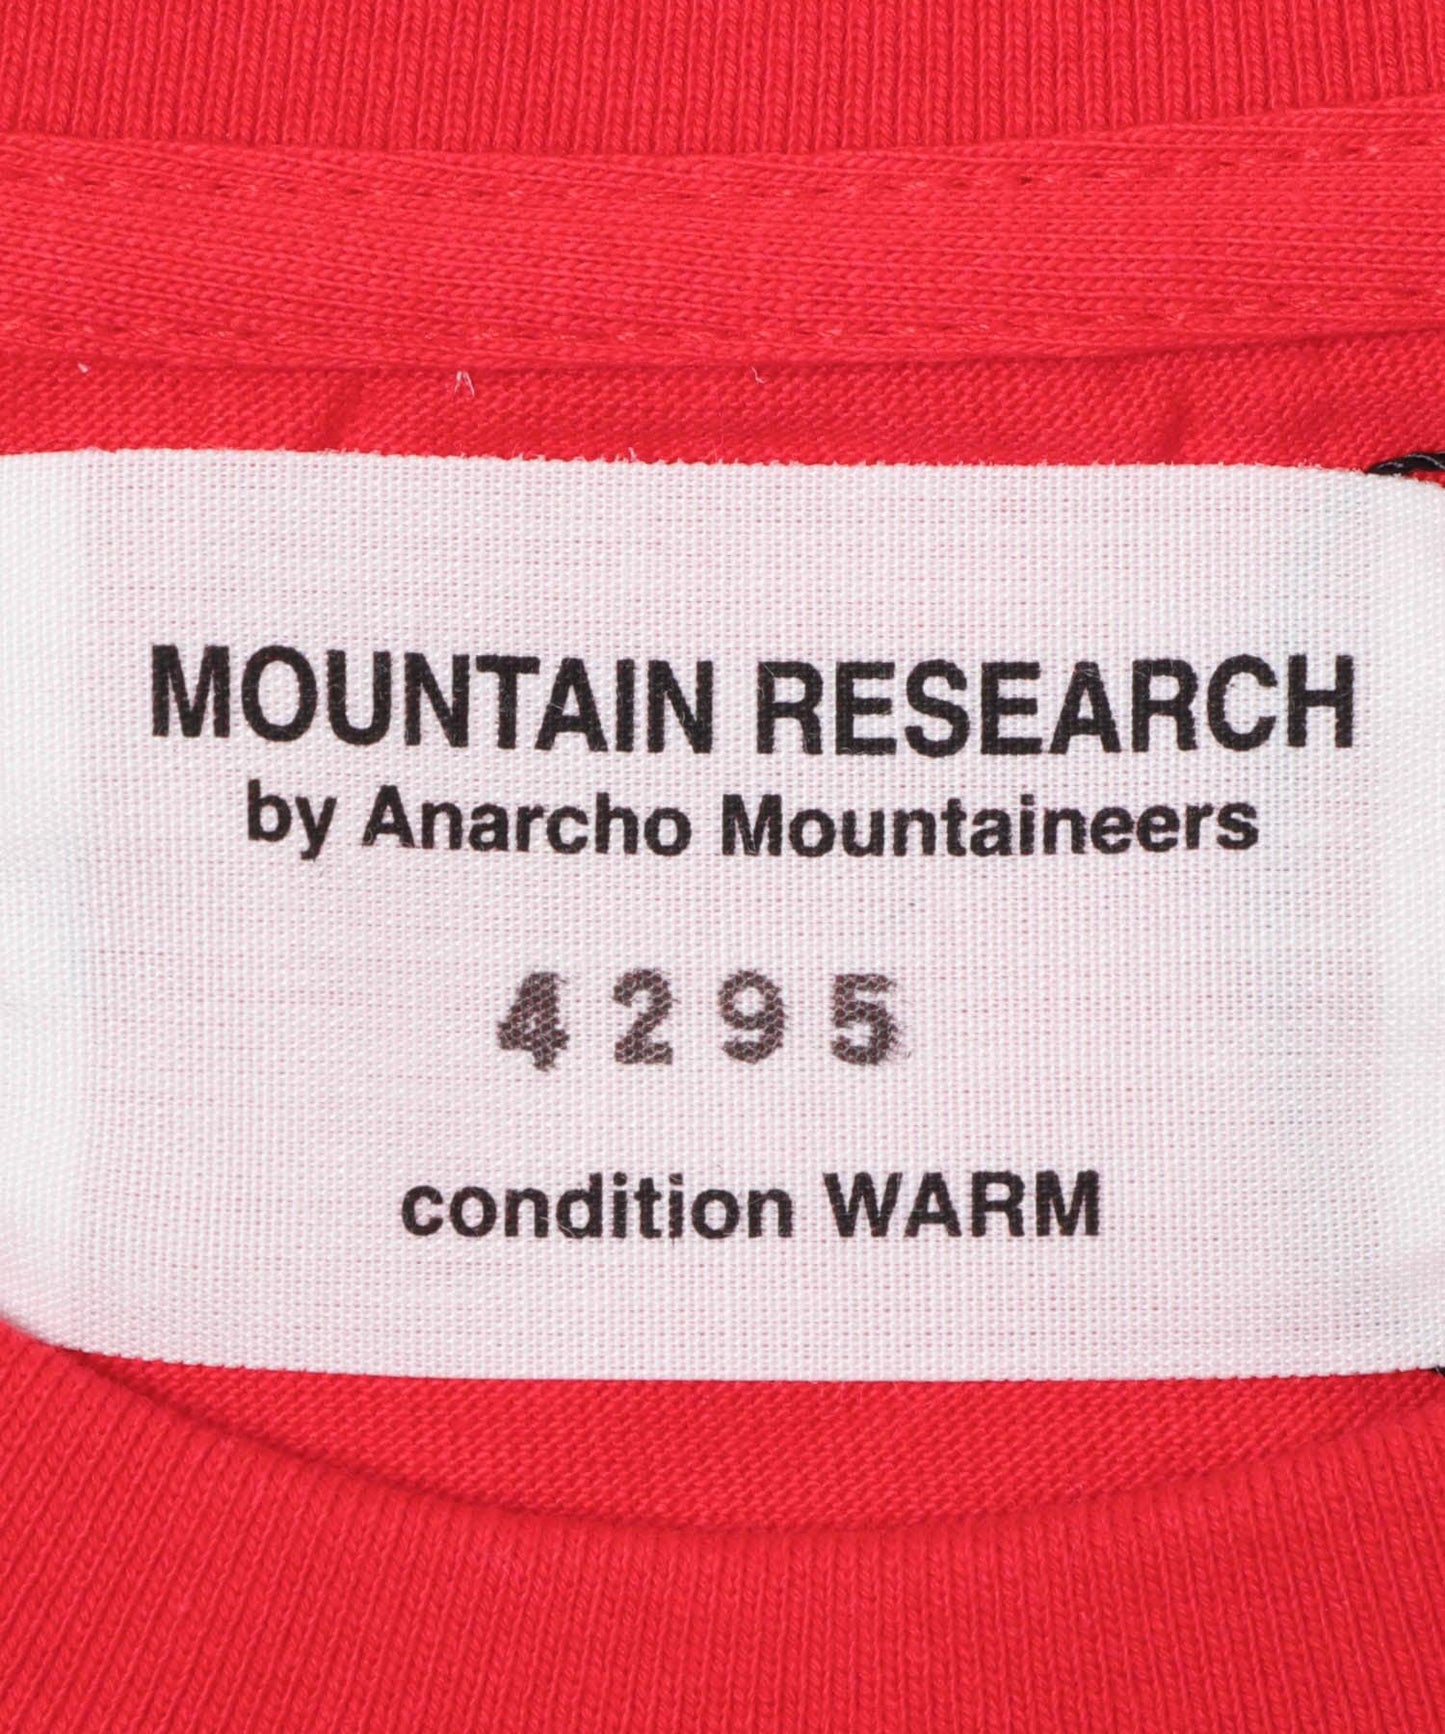 MOUNTAIN RESEARCH
by Anarcho Mountaineers
4295
condition WARM